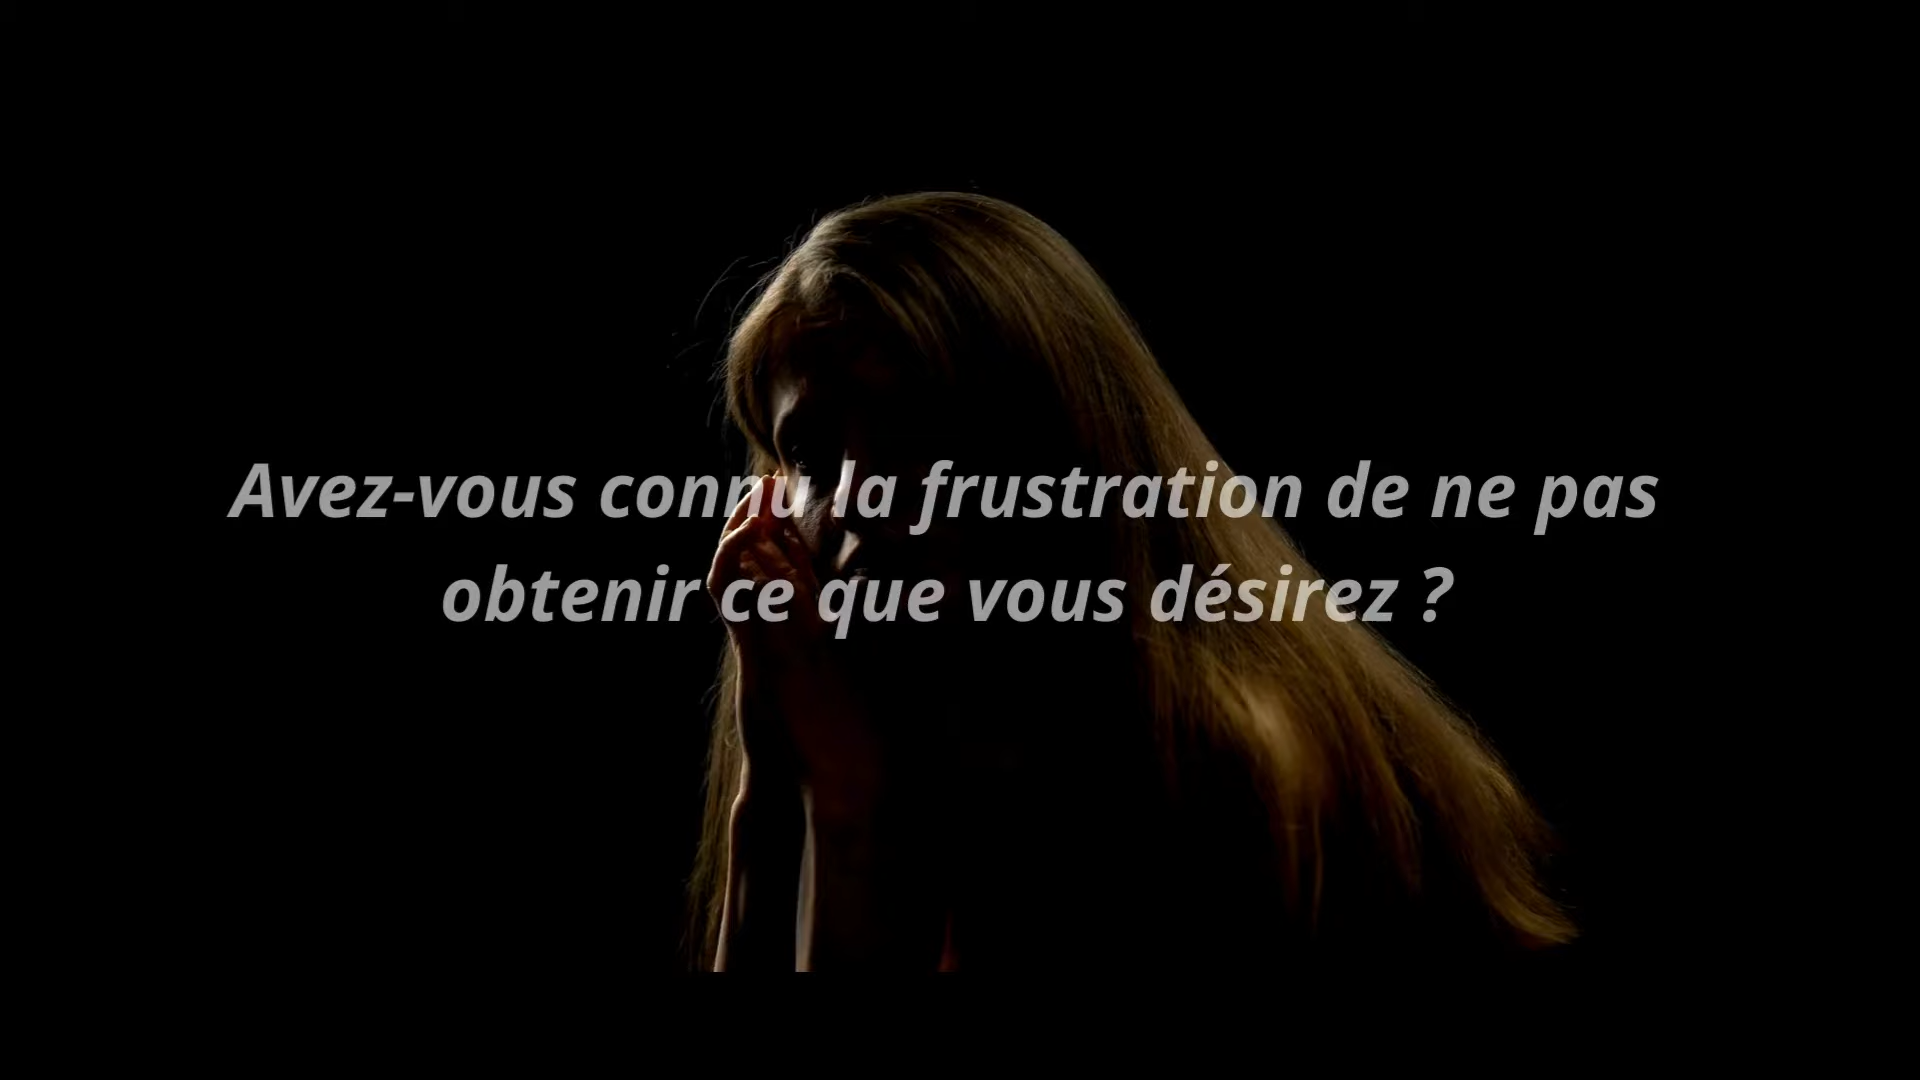 Avez-vous connu la frustration de ne pas
obtenir ce que vous désirez ?